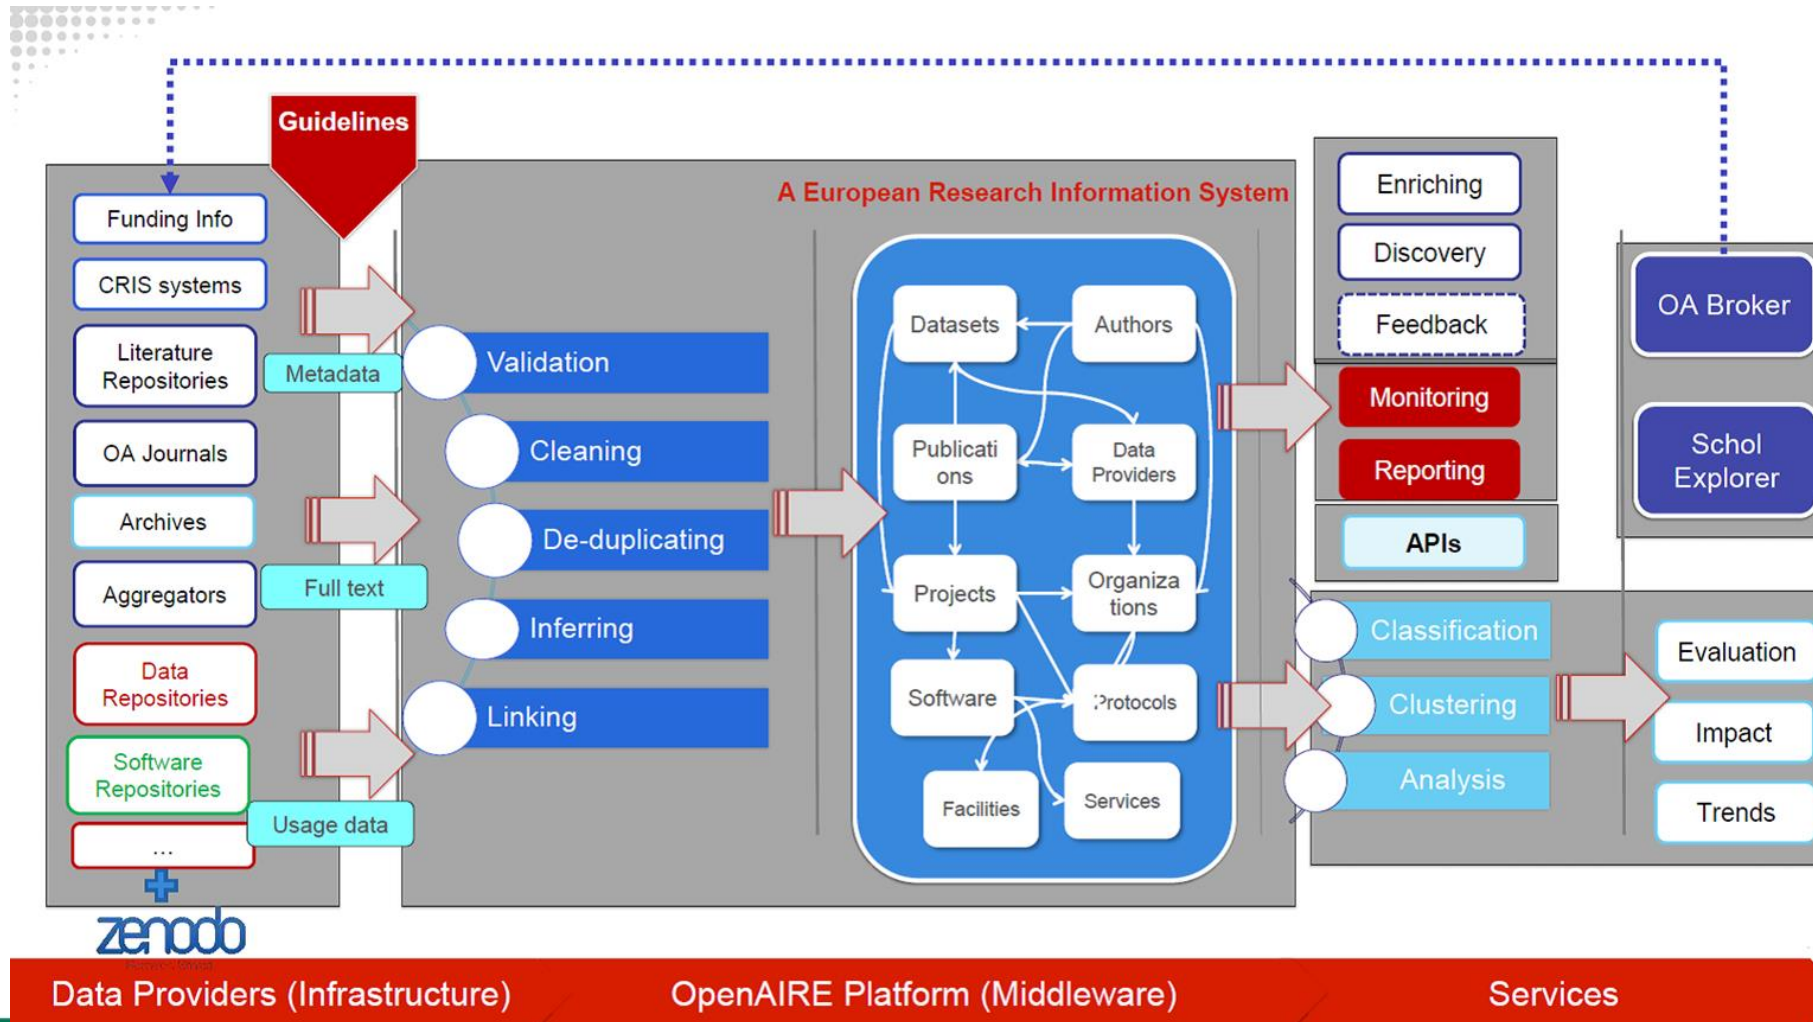 Guidelines
A European Research Information System
Funding Info
CRIS systems
Literature
Repositories
OA Journals
Archives
Aggregators
Data
Repositories
Software
Repositories
...
zenodo
Metadata
Full text
Usage data
Validation
Cleaning
De-duplicating
Inferring
Linking
Datasets
Authors
Publicati
ons
Data
Providers
Projects
Organiza
tions
Software
Protocols
Facilities
Services
Enriching
Discovery
Feedback
Monitoring
Reporting
APIs
Classification
Clustering
Analysis
OA Broker
Schol
Explorer
Evaluation
Impact
Trends
Data Providers (Infrastructure)
OpenAIRE Platform (Middleware)
Services